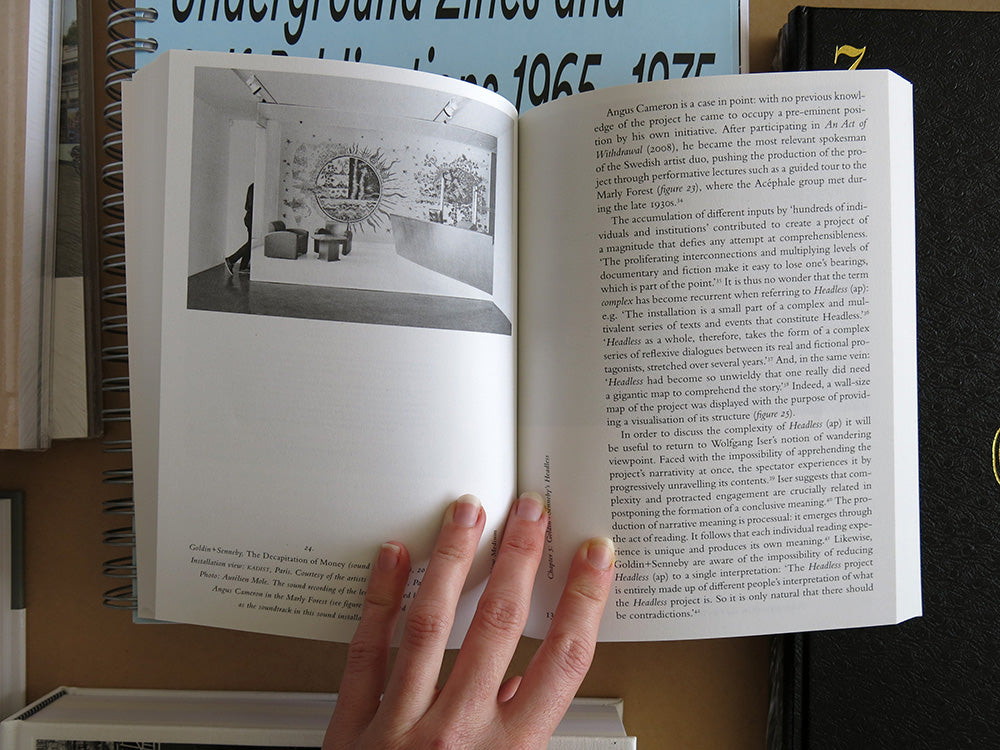 Underground Zines and
Self-Publications 1965–1975
7
24.
Goldin+Senneby, The Decapitation of Money (sound
Installation view: KADIST, Paris. Courtesy of the artists
Photo: Aurélien Mole. The sound recording of the
Angus Cameron in the Marly Forest (see figure
as the soundtrack in this sound
Medium
Chapter 3: Goldin+Senneby's Headless
13
Angus Cameron is a case in point: with no previous knowl-
edge of the project he came to occupy a pre-eminent posi-
tion by his own initiative. After participating in An Act of
Withdrawal (2008), he became the most relevant spokesman
of the Swedish artist duo, pushing the production of the pro-
ject through performative lectures such as a guided tour to the
Marly Forest (figure 23), where the Acéphale group met dur-
ing the late 1930s.34
The accumulation of different inputs by ‘hundreds of indi-
viduals and institutions’ contributed to create a project of
a magnitude that defies any attempt at comprehensibleness.
‘The proliferating interconnections and multiplying levels of
documentary and fiction make it easy to lose one’s bearings,
which is part of the point.’35 It is thus no wonder that the term
complex has become recurrent when referring to Headless (ap):
e.g. ‘The installation is a small part of a complex and mul-
tivalent series of texts and events that constitute Headless.’36
‘Headless as a whole, therefore, takes the form of a complex
series of reflexive dialogues between its real and fictional pro-
tagonists, stretched over several years.’37 And, in the same vein:
‘Headless had become so unwieldy that one really did need
a gigantic map to comprehend the story.’38 Indeed, a wall-size
map of the project was displayed with the purpose of provid-
ing a visualisation of its structure (figure 25).
In order to discuss the complexity of Headless (ap) it will
be useful to return to Wolfgang Iser’s notion of wandering
viewpoint. Faced with the impossibility of apprehending the
project’s narrativity at once, the spectator experiences it by
progressively unravelling its contents.39 Iser suggests that com-
plexity and protracted engagement are crucially related in
postponing the formation of a conclusive meaning.40 The pro-
duction of narrative meaning is processual: it emerges through
the act of reading. It follows that each individual reading expe-
rience is unique and produces its own meaning.41 Likewise,
Goldin+Senneby are aware of the impossibility of reducing
Headless (ap) to a single interpretation: ‘The Headless project
is entirely made up of different people’s interpretation of what
the Headless project is. So it is only natural that there should
be contradictions.’42